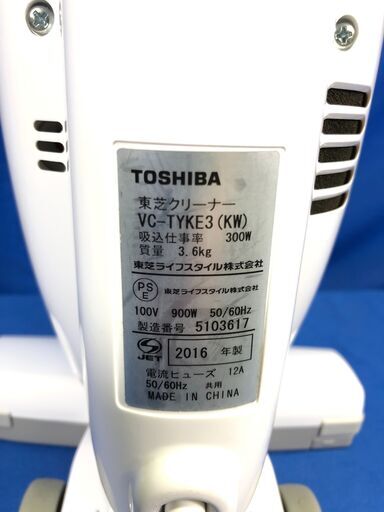 TOSHIBA
東芝クリーナー
VC-TYKE3(KW)
吸込仕事率 300W
質量 3.6kg
東芝ライフスタイル株式会社
PS
E
東芝ライフスタイル株式会社
100V 900W 50/60Hz
製造番号 5103617
JET 2016 年製
電流ヒューズ 12A
50/60Hz 共用
MADE IN CHINA